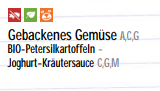 Gebackenes Gemüse A,C,G
BIO-Petersilkartoffeln -
Joghurt-Kräutersauce C,G,M